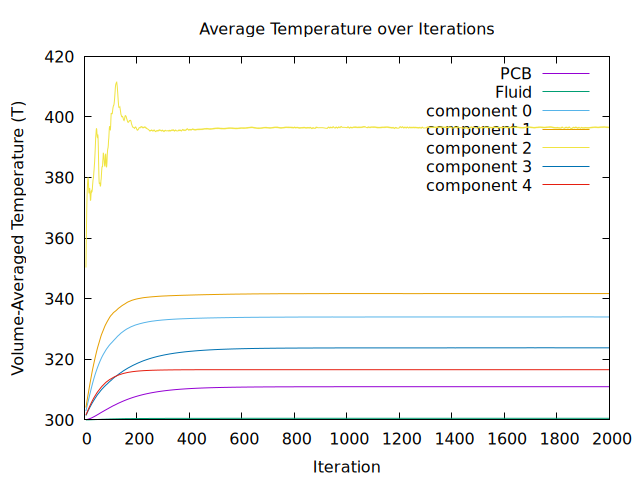 Average Temperature over Iterations
Volume-Averaged Temperature (T)
420
400
380
360
340
320
300
PCB
Fluid
component 0
component 1
component 2
component 3
component 4
0 200 400 600 800 1000 1200 1400 1600 1800 2000
Iteration